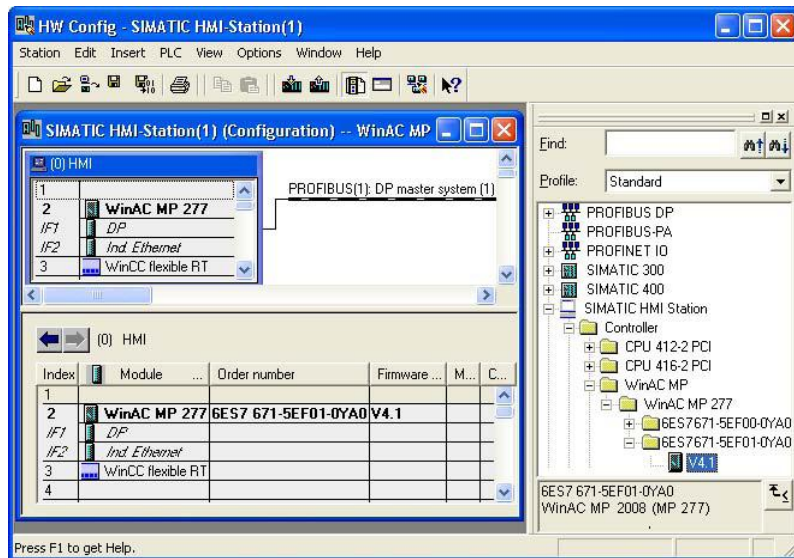 HW Config - SIMATIC HMI-Station(1)
Station Edit Insert PLC View Options Window Help
SIMATIC HMI-Station(1) (Configuration) -- WinAC MP
(0) HMI
1
2 WinAC MP 277
IF1 DP
IF2 Ind. Ethernet
3 WinCC flexible RT
PROFIBUS(1): DP master system (1)
(0) HMI
Index Module ... Order number Firmware ... M... C...
1
2 WinAC MP 277 6ES7 671-5EF01-0YA0 V4.1
IF1 DP
IF2 Ind. Ethernet
3 WinCC flexible RT
4
Find:
Profile: Standard
PROFIBUS DP
PROFIBUS-PA
PROFINET IO
SIMATIC 300
SIMATIC 400
SIMATIC HMI Station
Controller
CPU 412-2 PCI
CPU 416-2 PCI
WinAC MP
WinAC MP 277
6ES7671-5EF00-0YA0
6ES7671-5EF01-0YA0
V4.1
6ES7 671-5EF01-0YA0
WinAC MP 2008 (MP 277)
Press F1 to get Help.